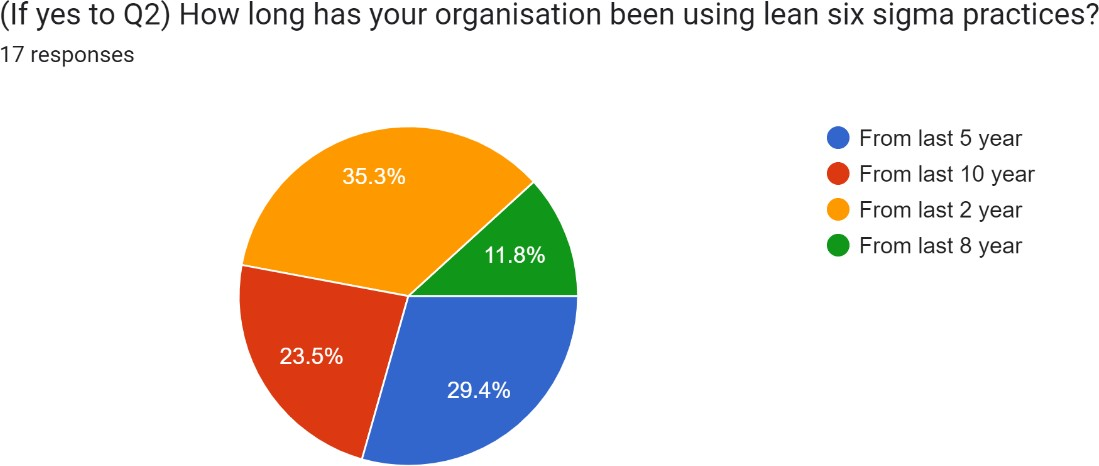 (If yes to Q2) How long has your organisation been using lean six sigma practices?
17 responses
35.3%
11.8%
23.5%
29.4%
From last 5 year
From last 10 year
From last 2 year
From last 8 year